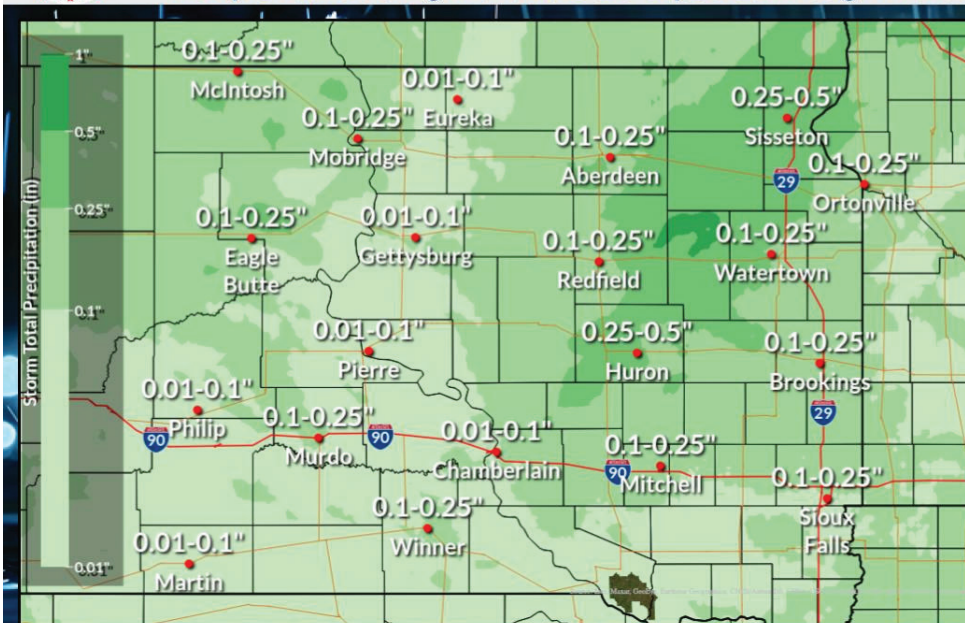 Storm Total Precipitation (in)
1"
0.5"
0.25"
0.1"
0.01"
0.1-0.25"
McIntosh
0.01-0.1"
Eureka
0.1-0.25"
Mobridge
0.25-0.5"
Sisseton
0.1-0.25"
Aberdeen
0.1-0.25"
Ortonville
29
0.1-0.25"
Eagle
Butte
0.01-0.1"
Gettysburg
0.1-0.25"
Redfield
0.1-0.25"
Watertown
0.01-0.1"
Pierre
0.25-0.5"
Huron
0.1-0.25"
Brookings
0.01-0.1"
Philip
90
0.1-0.25"
Murdo
90
0.01-0.1"
Chamberlain
90
0.1-0.25"
Mitchell
29
0.1-0.25"
Sioux
Falls
0.1-0.25"
Winner
0.01-0.1"
Martin